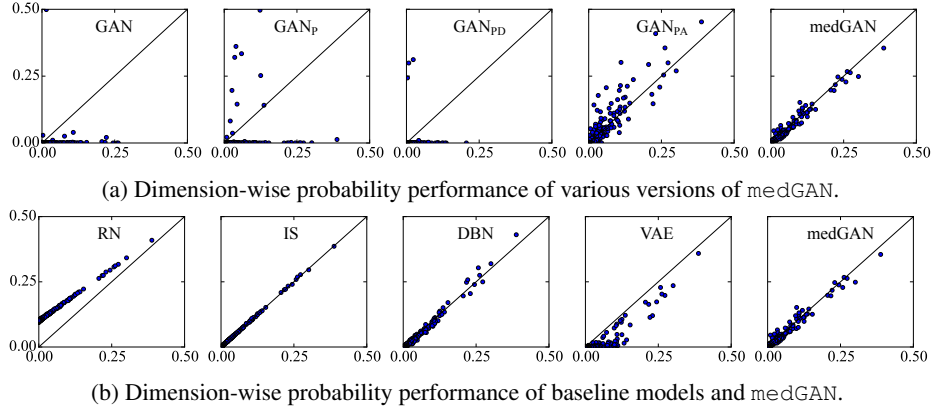 GAN GAN_P GAN_PD GAN_PA medGAN
0.50
0.25
0.00
0.00 0.25 0.50 0.00 0.25 0.50 0.00 0.25 0.50 0.00 0.25 0.50 0.00 0.25 0.50
(a) Dimension-wise probability performance of various versions of medGAN.
0.50
RN IS DBN VAE medGAN
0.25
0.00
0.00 0.25 0.50 0.00 0.25 0.50 0.00 0.25 0.50 0.00 0.25 0.50 0.00 0.25 0.50
(b) Dimension-wise probability performance of baseline models and medGAN.